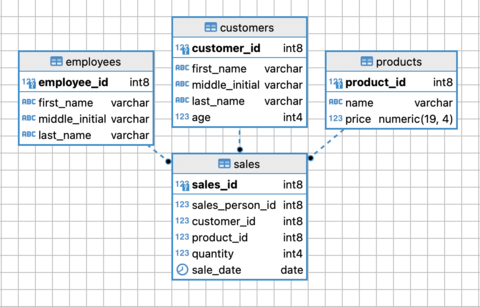 customers
123 customer_id int8
ABC first_name varchar
ABC middle_initial varchar
ABC last_name varchar
123 age int4
employees
123 employee_id int8
ABC first_name varchar
ABC middle_initial varchar
ABC last_name varchar
products
123 product_id int8
ABC name varchar
123 price numeric(19, 4)
sales
123 sales_id int8
123 sales_person_id int8
123 customer_id int8
123 product_id int8
123 quantity int4
sale_date date